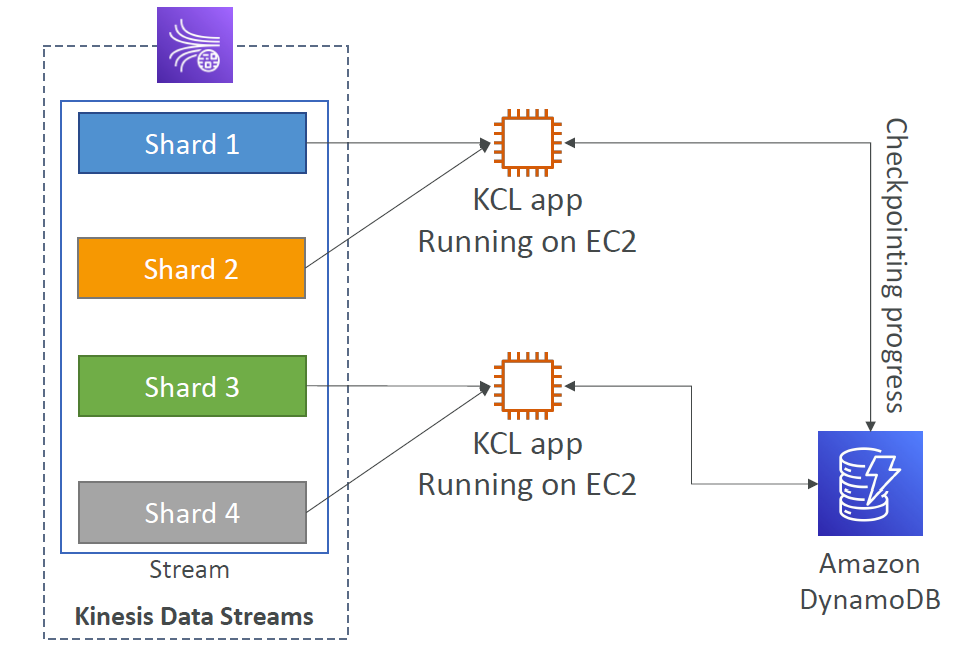 Shard 1
Shard 2
Shard 3
Shard 4
Stream
Kinesis Data Streams
KCL app
Running on EC2
KCL app
Running on EC2
Checkpointing progress
Amazon
DynamoDB